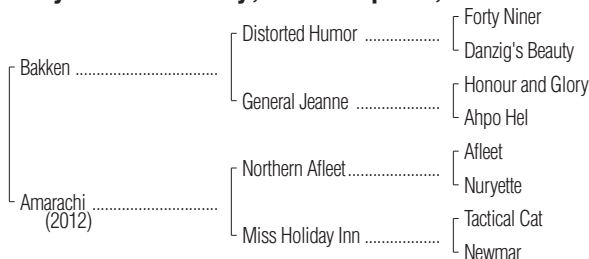 Forty Niner
Distorted Humor ..................
Danzig's Beauty
Bakken ..................................
Honour and Glory
General Jeanne ....................
Ahpo Hel
Afleet
Northern Afleet......................
Nuryette
Amarachi ..............................
(2012)
Tactical Cat
Miss Holiday Inn ..................
Newmar